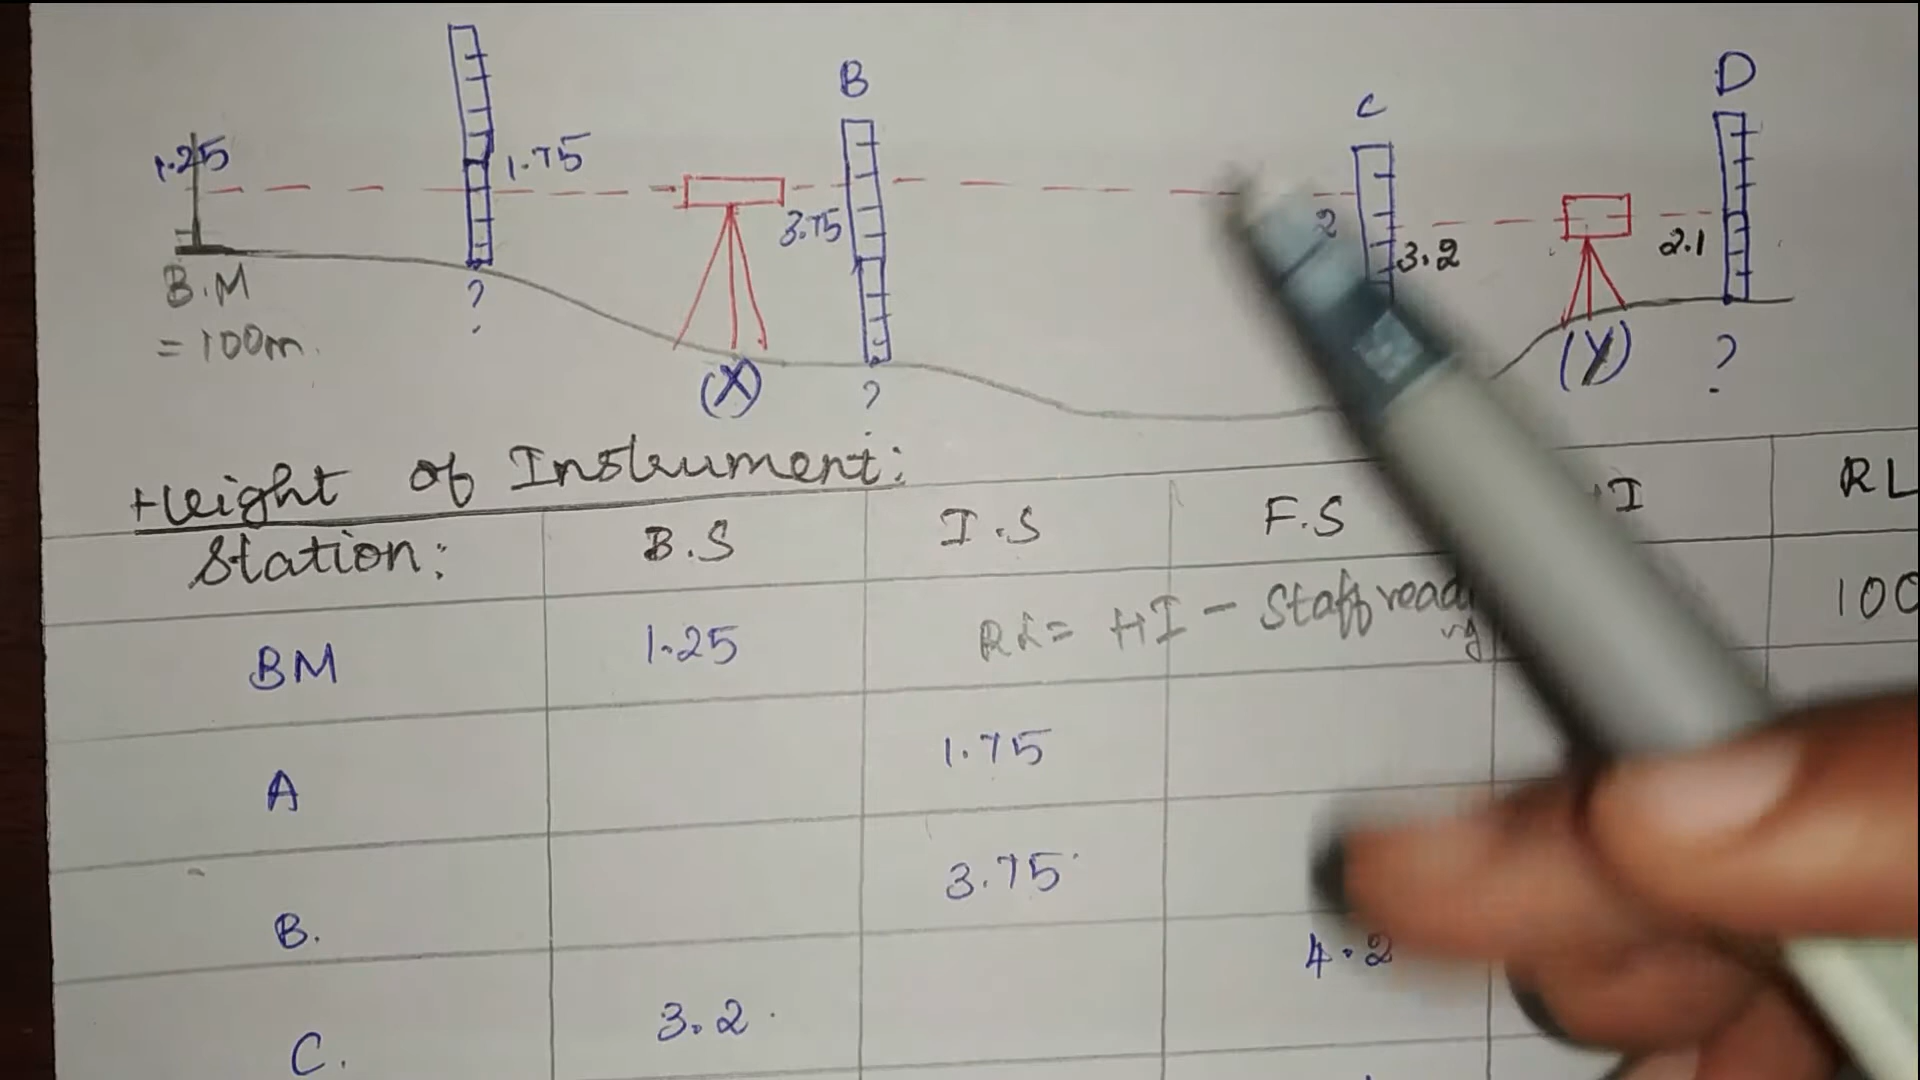 B
C
D
1.25
1.75
3.75
2
3.2
2.1
B.M
= 100m.
?
(X)
?
(Y)
?
Height of Instrument:
Station:
B.S
I.S
F.S
RL
BM
1.25
RL = HI - Staff read
ng
100
A
1.75
B.
3.75
4.2
C.
3.2